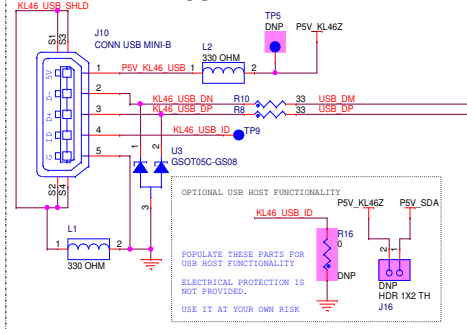 KL46_USB_SHLD
J10
CONN USB MINI-B
S1
S3
5V
D-
D+
ID
G
S2
S4
1
2
3
4
5
P5V_KL46_USB
L2
330 OHM
1
2
TP5
DNP
P5V_KL46Z
KL46_USB_DN
KL46_USB_DP
R10
R8
33
33
USB_DM
USB_DP
KL46_USB_ID
TP9
U3
GSOT05C-GS08
1
2
3
L1
1
2
330 OHM
OPTIONAL USB HOST FUNCTIONALITY
KL46_USB_ID
R16
0
DNP
P5V_KL46Z
P5V_SDA
2
1
DNP
HDR 1X2 TH
J16
POPULATE THESE PARTS FOR
USB HOST FUNCTIONALITY
ELECTRICAL PROTECTION IS
NOT PROVIDED.
USE IT AT YOUR OWN RISK